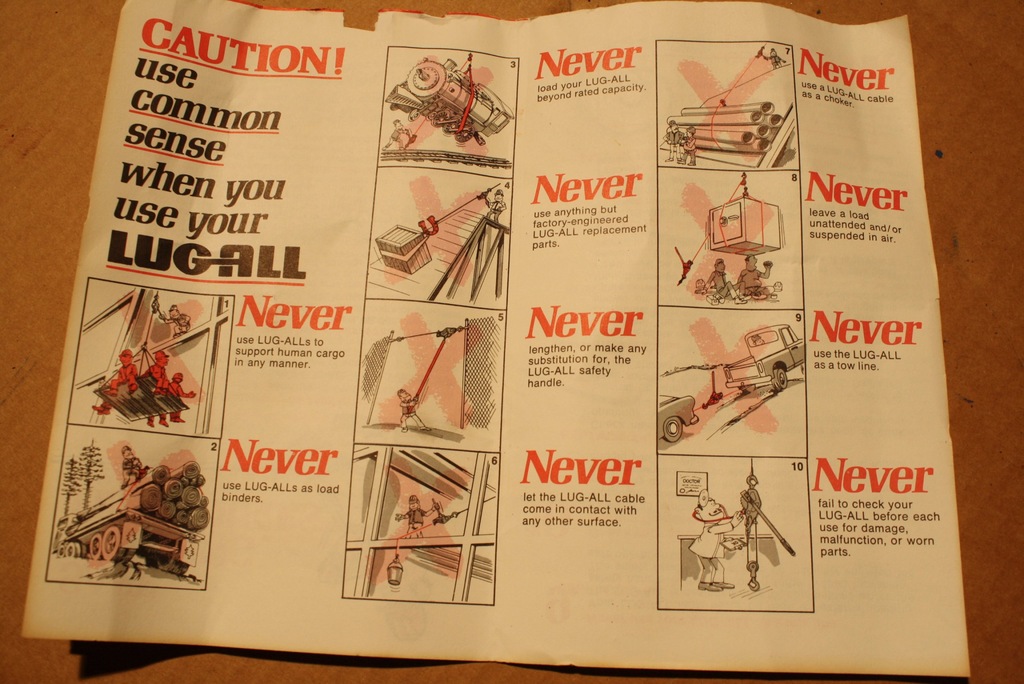 CAUTION!
use
common
sense
when you
use your
LUG-ALL
1
Never
use LUG-ALLs to
support human cargo
in any manner.
2
Never
use LUG-ALLs as load
binders.
3
Never
load your LUG-ALL
beyond rated capacity.
4
Never
use anything but
factory-engineered
LUG-ALL replacement
parts.
5
Never
lengthen, or make any
substitution for, the
LUG-ALL safety
handle.
6
Never
let the LUG-ALL cable
come in contact with
any other surface.
7
Never
use a LUG-ALL cable
as a choker.
8
Never
leave a load
unattended and/or
suspended in air.
9
Never
use the LUG-ALL
as a tow line.
10
DOCTOR
Never
fail to check your
LUG-ALL before each
use for damage,
malfunction, or worn
parts.